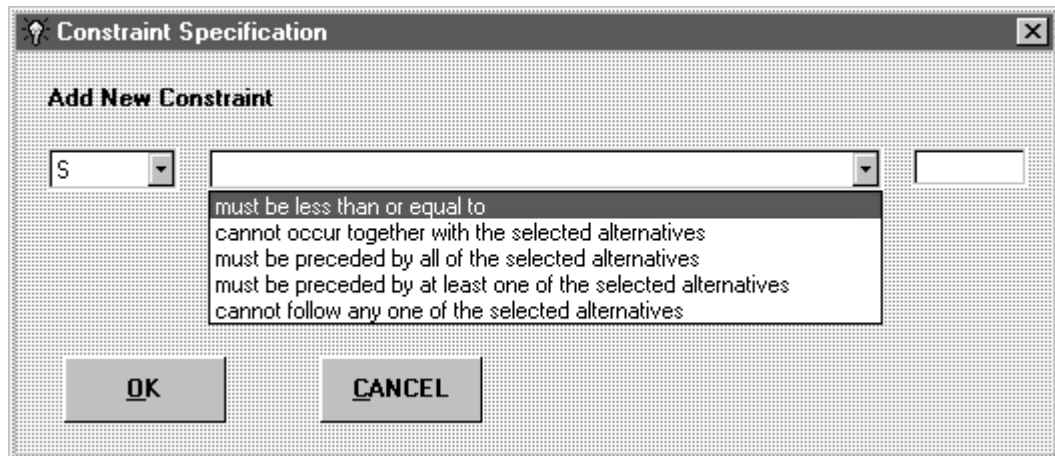 Constraint Specification
Add New Constraint
S
must be less than or equal to
cannot occur together with the selected alternatives
must be preceded by all of the selected alternatives
must be preceded by at least one of the selected alternatives
cannot follow any one of the selected alternatives
OK
CANCEL